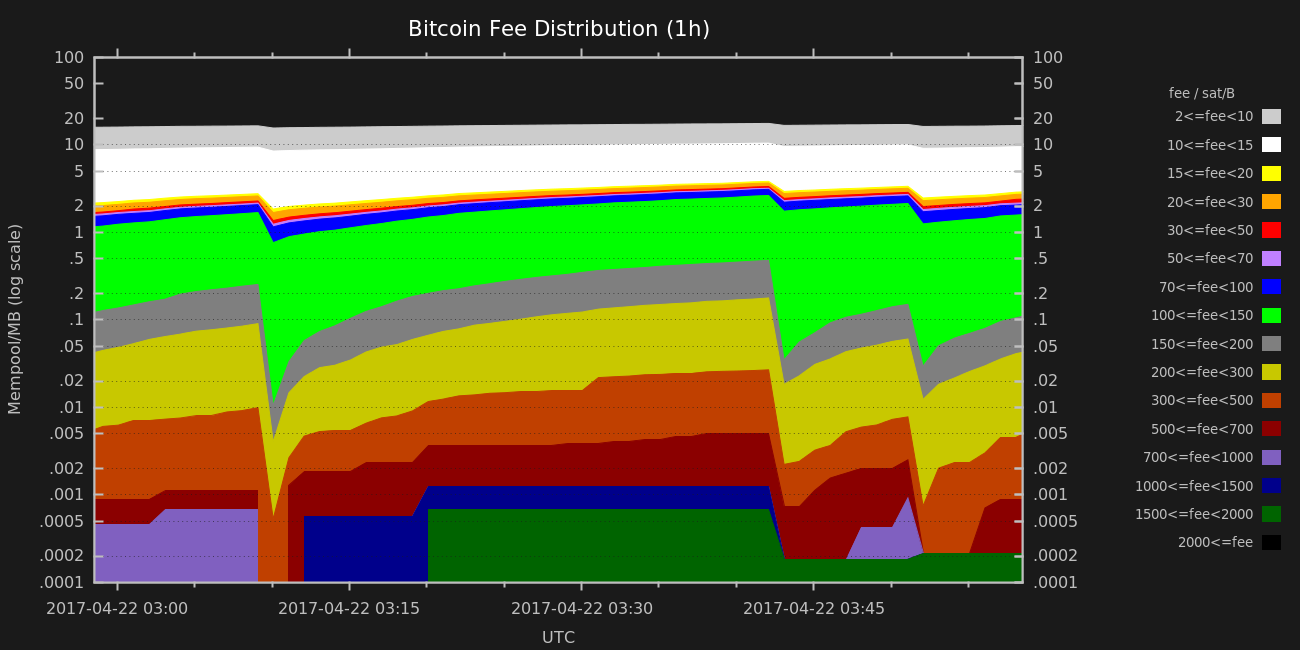 Bitcoin Fee Distribution (1h)
Mempool/MB (log scale)
100
50
20
10
5
2
1
.5
.2
.1
.05
.02
.01
.005
.002
.001
.0005
.0002
.0001
100
50
20
10
5
2
1
.5
.2
.1
.05
.02
.01
.005
.002
.001
.0005
.0002
.0001
2017-04-22 03:00
2017-04-22 03:15
2017-04-22 03:30
2017-04-22 03:45
UTC
fee / sat/B
2<=fee<10
10<=fee<15
15<=fee<20
20<=fee<30
30<=fee<50
50<=fee<70
70<=fee<100
100<=fee<150
150<=fee<200
200<=fee<300
300<=fee<500
500<=fee<700
700<=fee<1000
1000<=fee<1500
1500<=fee<2000
2000<=fee